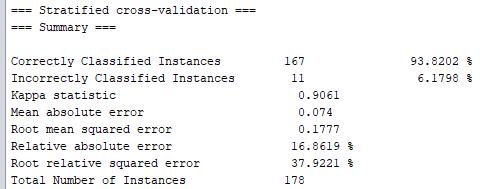 === Stratified cross-validation ===
=== Summary ===
Correctly Classified Instances 167 93.8202 %
Incorrectly Classified Instances 11 6.1798 %
Kappa statistic 0.9061
Mean absolute error 0.074
Root mean squared error 0.1777
Relative absolute error 16.8619 %
Root relative squared error 37.9221 %
Total Number of Instances 178